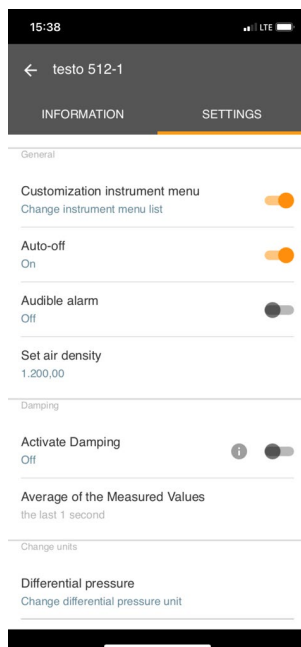 15:38
LTE
testo 512-1
INFORMATION SETTINGS
General
Customization instrument menu
Change instrument menu list
Auto-off
On
Audible alarm
Off
Set air density
1.200,00
Damping
Activate Damping
Off
Average of the Measured Values
the last 1 second
Change units
Differential pressure
Change differential pressure unit